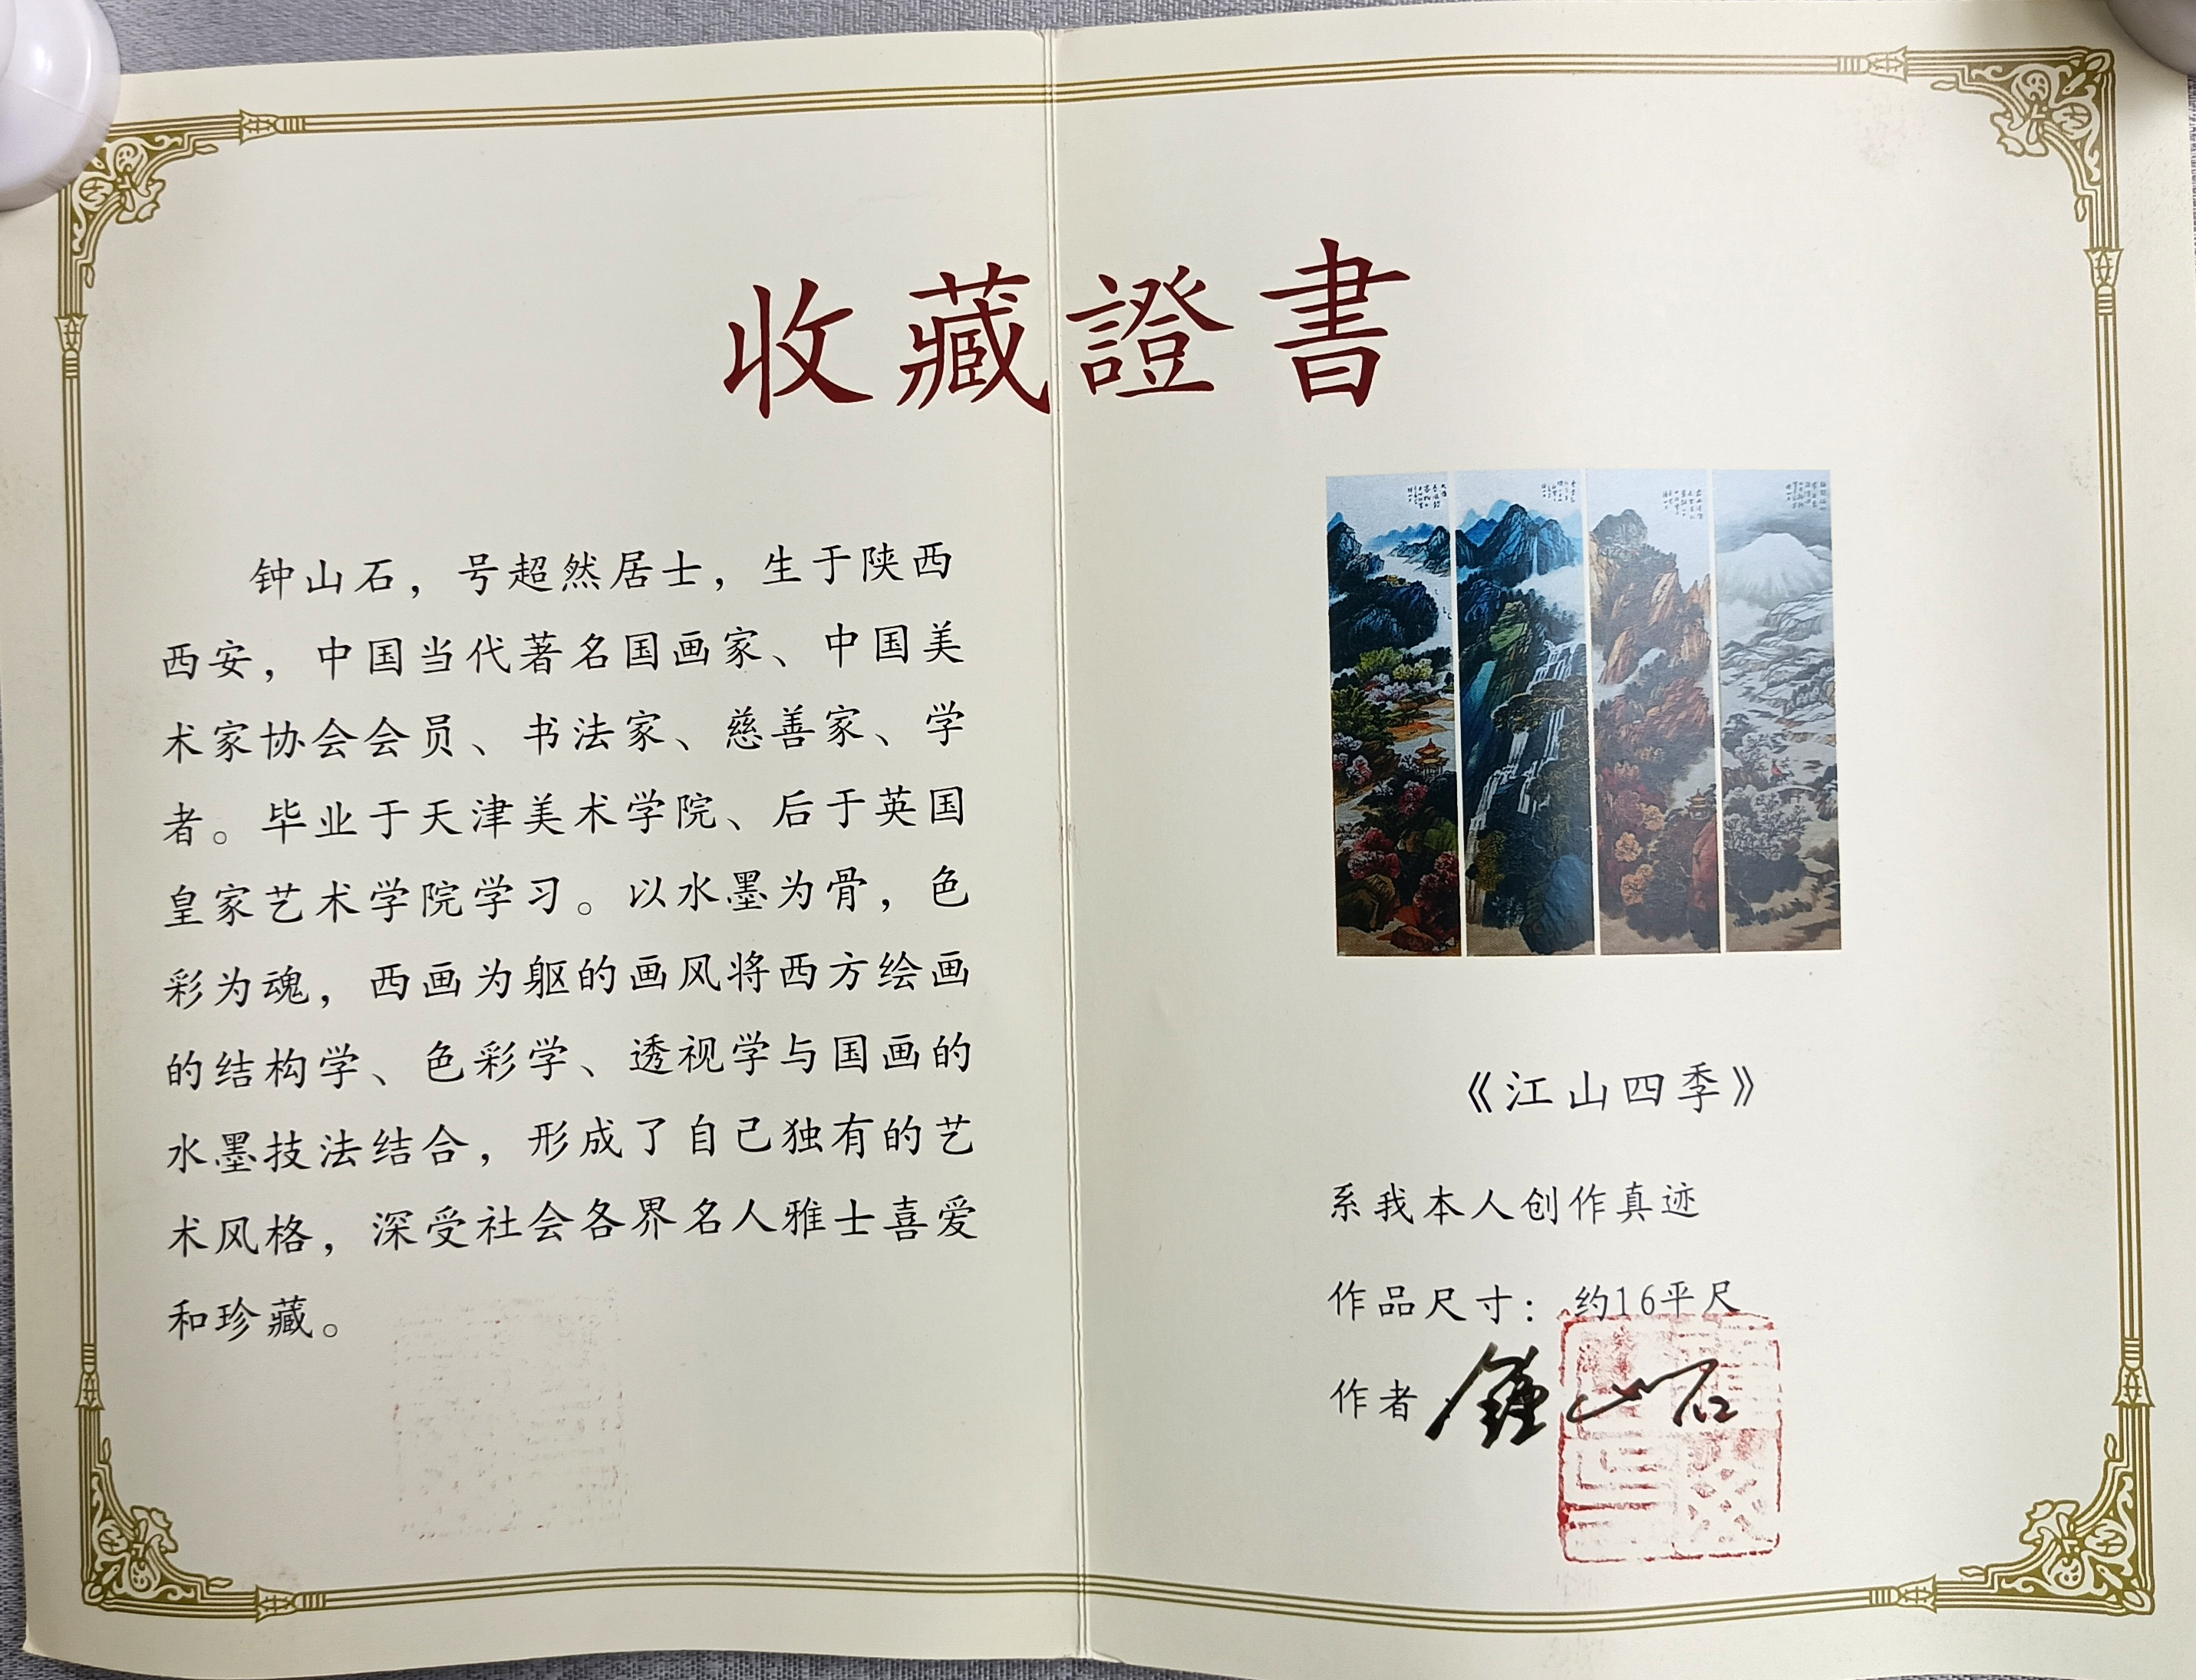 收藏證書
钟山石，号超然居士，生于陕西
西安，中国当代著名国画家、中国美
术家协会会员、书法家、慈善家、学
者。毕业于天津美术学院、后于英国
皇家艺术学院学习。以水墨为骨，色
彩为魂，西画为躯的画风将西方绘画
的结构学、色彩学、透视学与国画的
水墨技法结合，形成了自己独有的艺
术风格，深受社会各界名人雅士喜爱
和珍藏。
《江山四季》
系我本人创作真迹
作品尺寸：约16平尺
作者：鍾山石